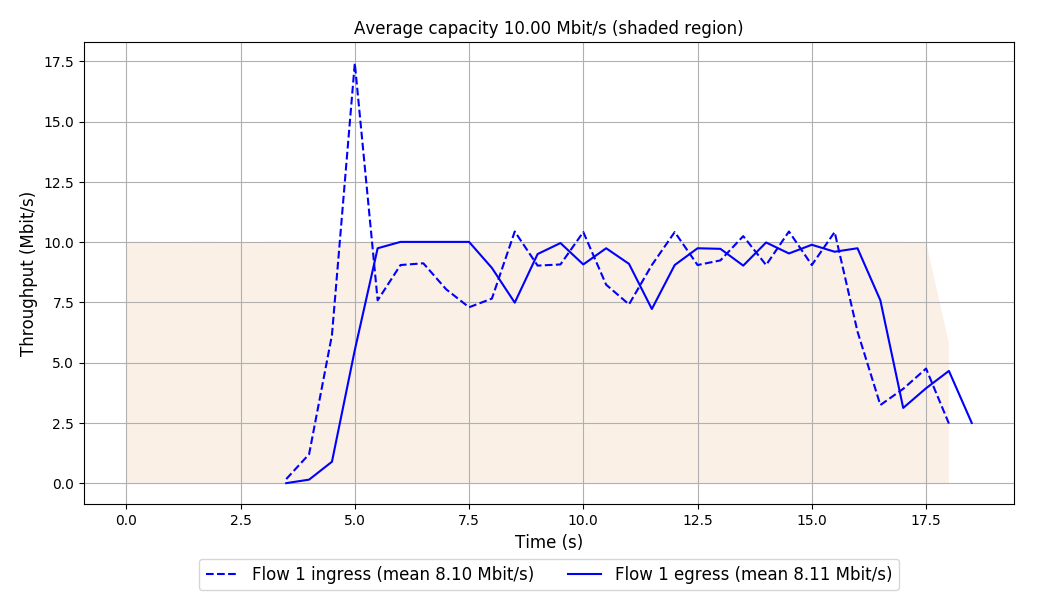 Average capacity 10.00 Mbit/s (shaded region)
17.5
15.0
12.5
10.0
7.5
5.0
2.5
0.0
Throughput (Mbit/s)
0.0 2.5 5.0 7.5 10.0 12.5 15.0 17.5
Time (s)
Flow 1 ingress (mean 8.10 Mbit/s) Flow 1 egress (mean 8.11 Mbit/s)